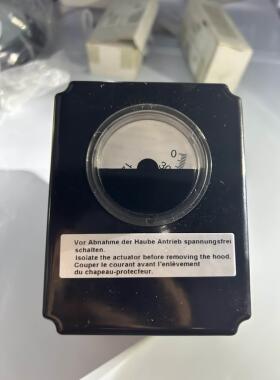 0
Vor Abnahme der Haube Antrieb spannungsfrei
schalten.
Isolate the actuator before removing the hood.
Couper le courant avant l'enlèvement
du chapeau-protecteur.